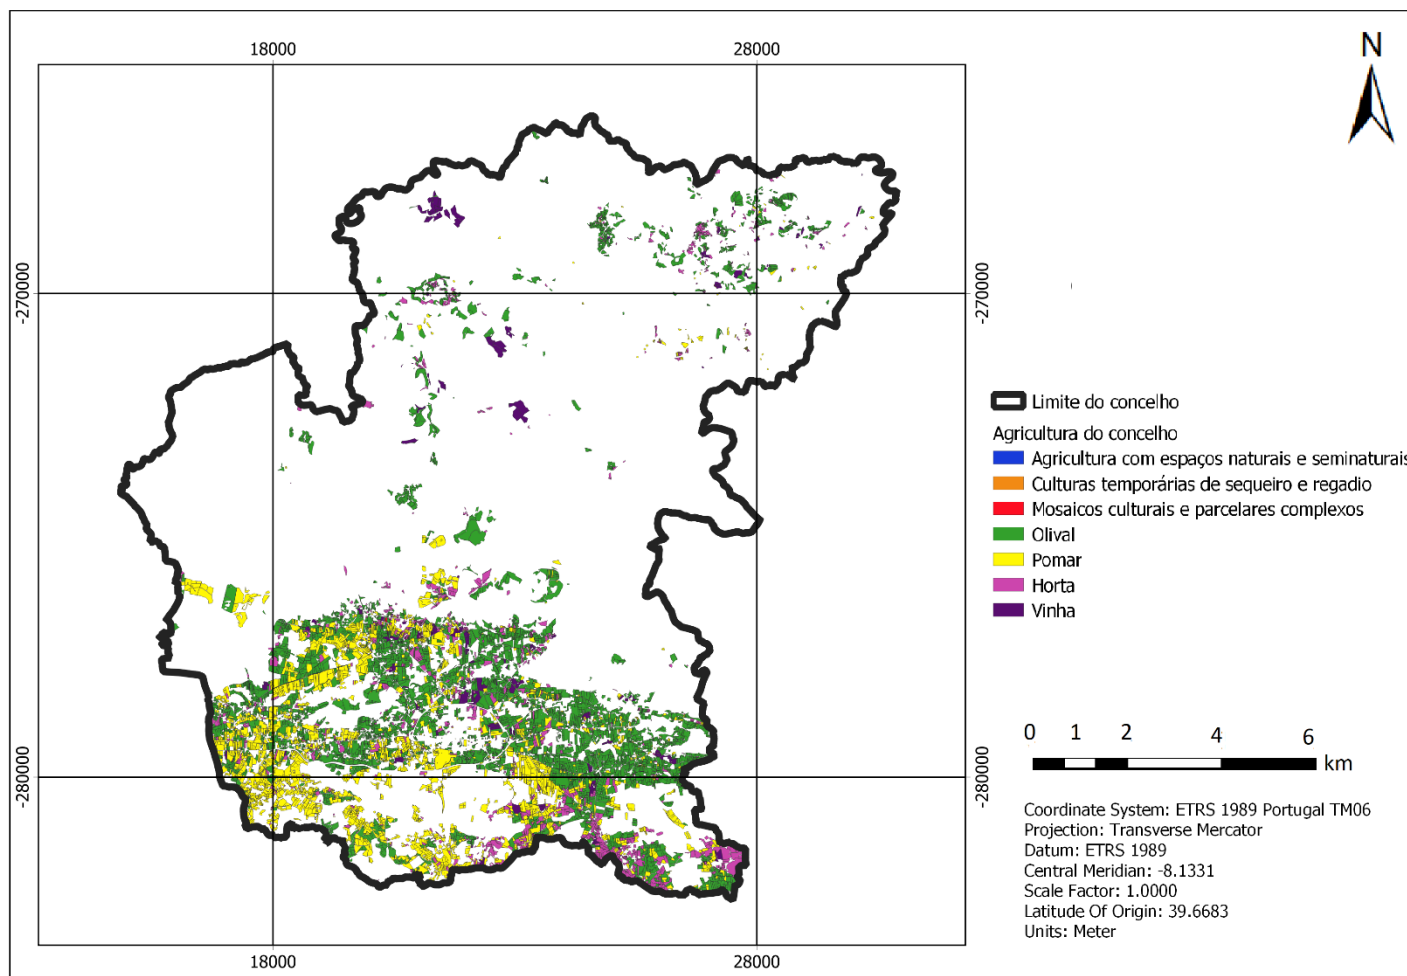 18000
28000
N
-270000
-270000
Limite do concelho
Agricultura do concelho
Agricultura com espaços naturais e seminaturais
Culturas temporárias de sequeiro e regadio
Mosaicos culturais e parcelares complexos
Olival
Pomar
Horta
Vinha
0 1 2 4 6
km
-280000
-280000
Coordinate System: ETRS 1989 Portugal TM06
Projection: Transverse Mercator
Datum: ETRS 1989
Central Meridian: -8.1331
Scale Factor: 1.0000
Latitude Of Origin: 39.6683
Units: Meter
18000
28000